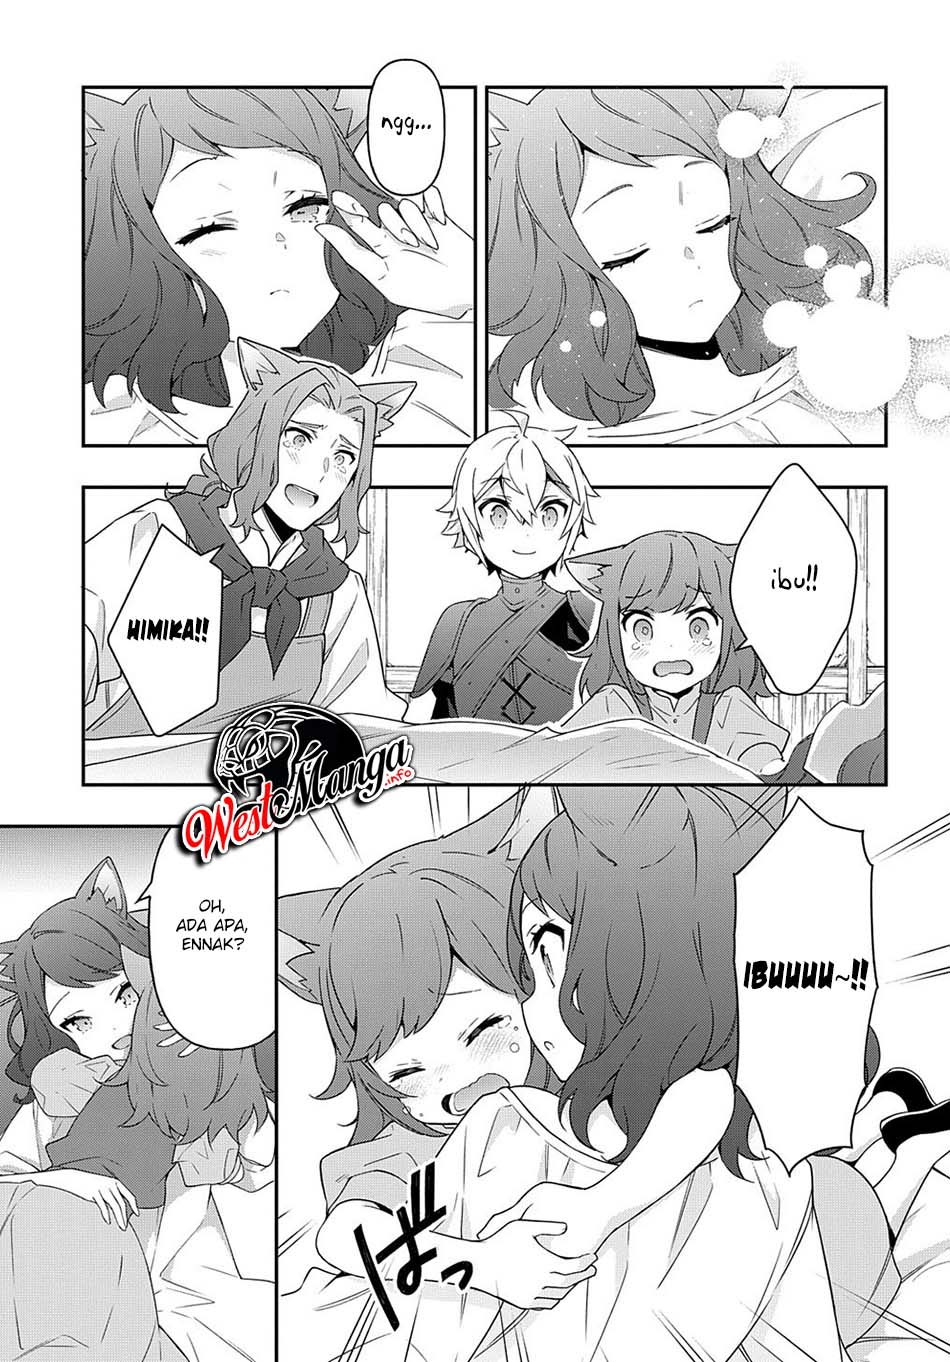 ngg...
ibu!!
HIMIKA!!
WestManga
.info
IBUUUU~!!
OH,
ADA APA,
ENNAK?
ばっ